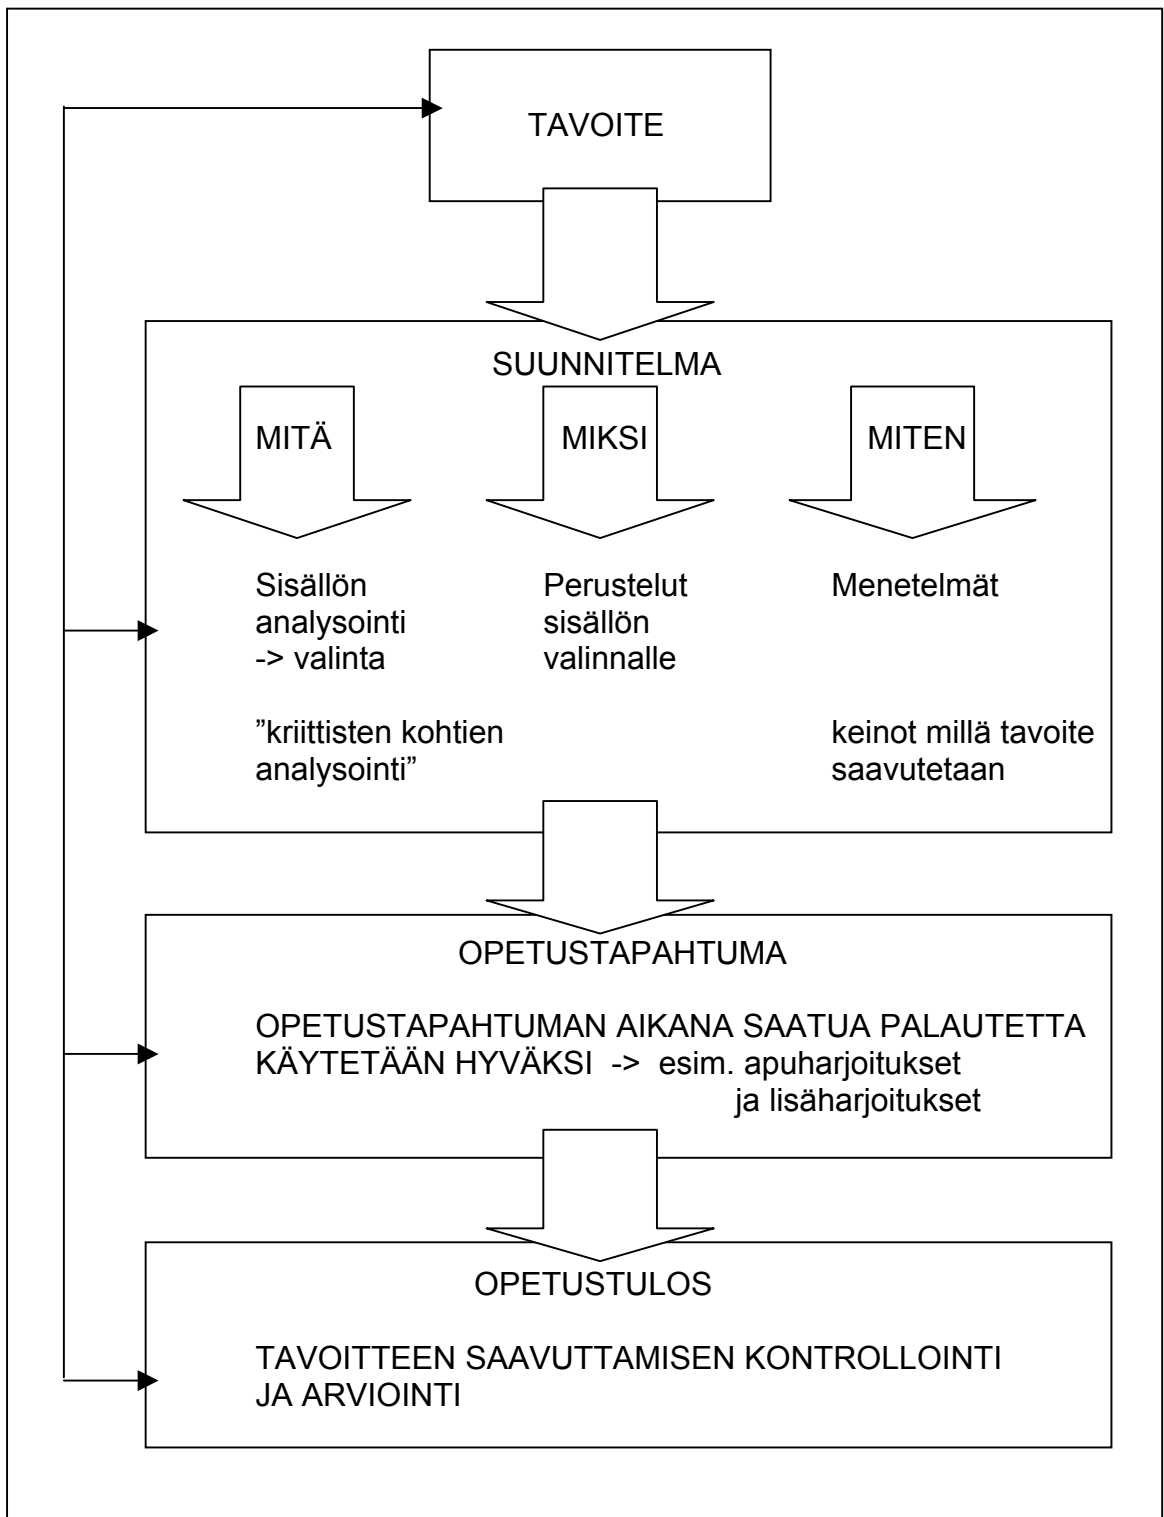 TAVOITE
SUUNNITELMA
MITÄ
MIKSI
MITEN
Sisällön
analysointi
-> valinta
”kriittisten kohtien
analysointi”
Perustelut
sisällön
valinnalle
Menetelmät
keinot millä tavoite
saavutetaan
OPETUSTAPAHTUMA
OPETUSTAPAHTUMAN AIKANA SAATUA PALAUTETTA
KÄYTETÄÄN HYVÄKSI -> esim. apuharjoitukset
ja lisäharjoitukset
OPETUSTULOS
TAVOITTEEN SAAVUTTAMISEN KONTROLLOINTI
JA ARVIOINTI